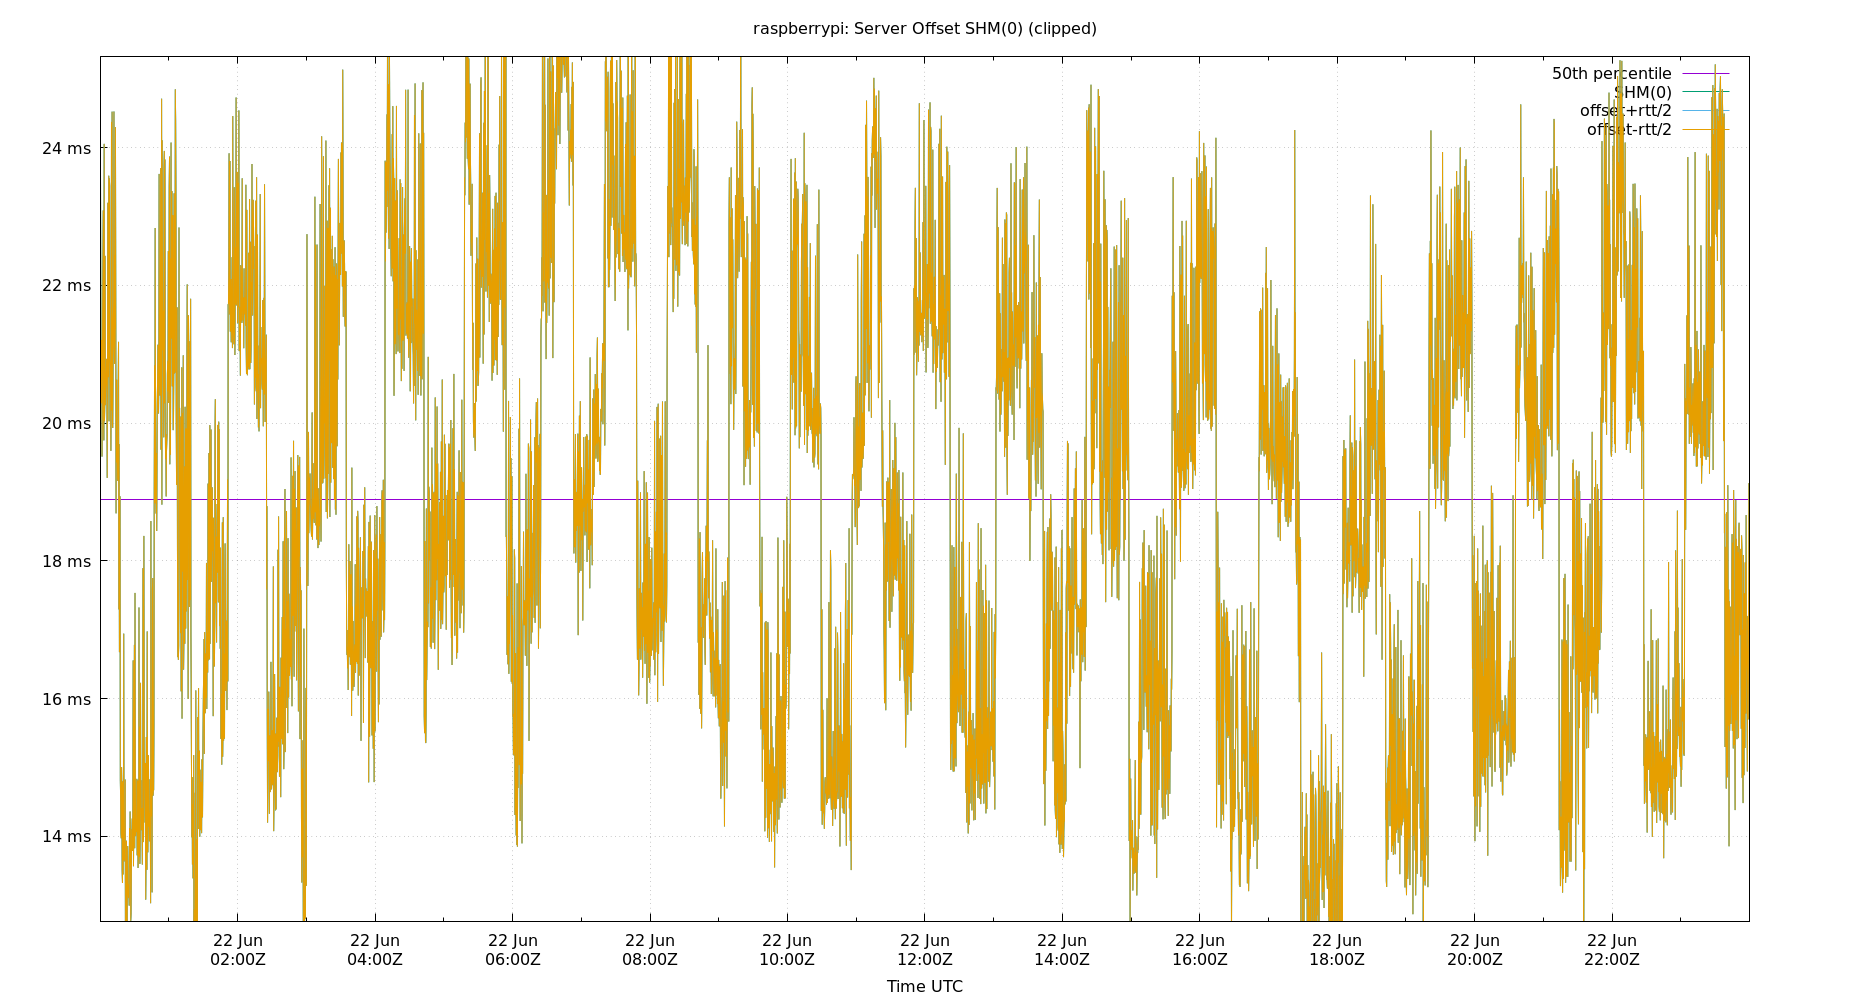 raspberrypi: Server Offset SHM(0) (clipped)
50th percentile
SHM(0)
offset+rtt/2
offset-rtt/2
24 ms
22 ms
20 ms
18 ms
16 ms
14 ms
22 Jun 22 Jun 22 Jun 22 Jun 22 Jun 22 Jun 22 Jun 22 Jun 22 Jun 22 Jun 22 Jun
02:00Z 04:00Z 06:00Z 08:00Z 10:00Z 12:00Z 14:00Z 16:00Z 18:00Z 20:00Z 22:00Z
Time UTC